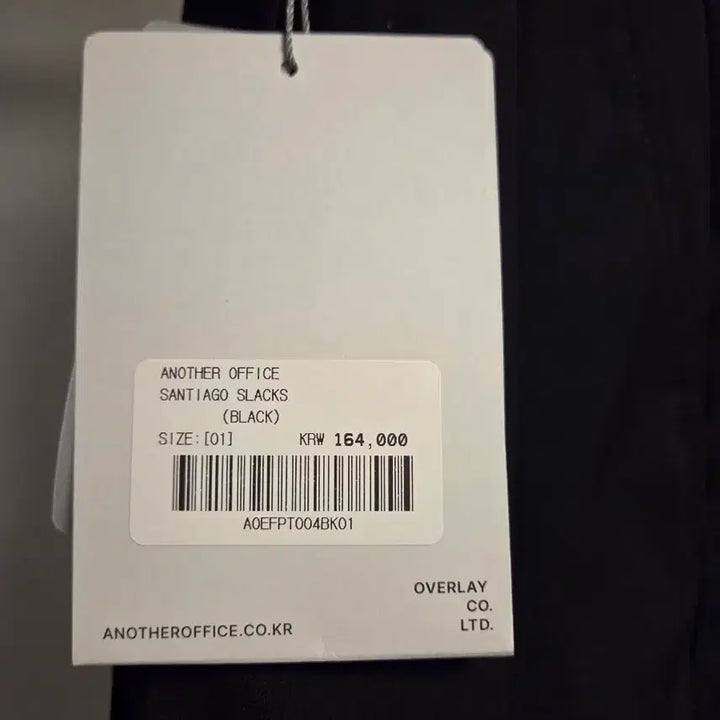 ANOTHER OFFICE
SANTIAGO SLACKS
(BLACK)
SIZE:[01] KRW 164,000
AOEFPT004BK01
OVERLAY
CO.
LTD.
ANOTHEROFFICE.CO.KR